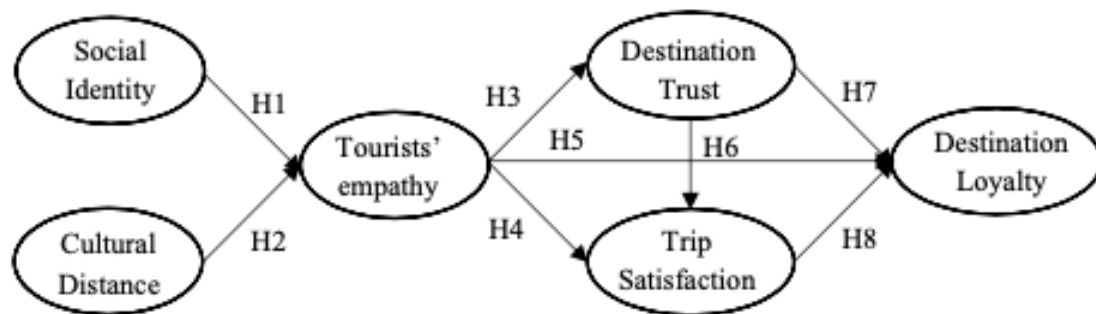 Social
Identity
H1
Cultural
Distance
H2
Tourists’
empathy
H3
H4
H5
Destination
Trust
H6
Trip
Satisfaction
H7
H8
Destination
Loyalty